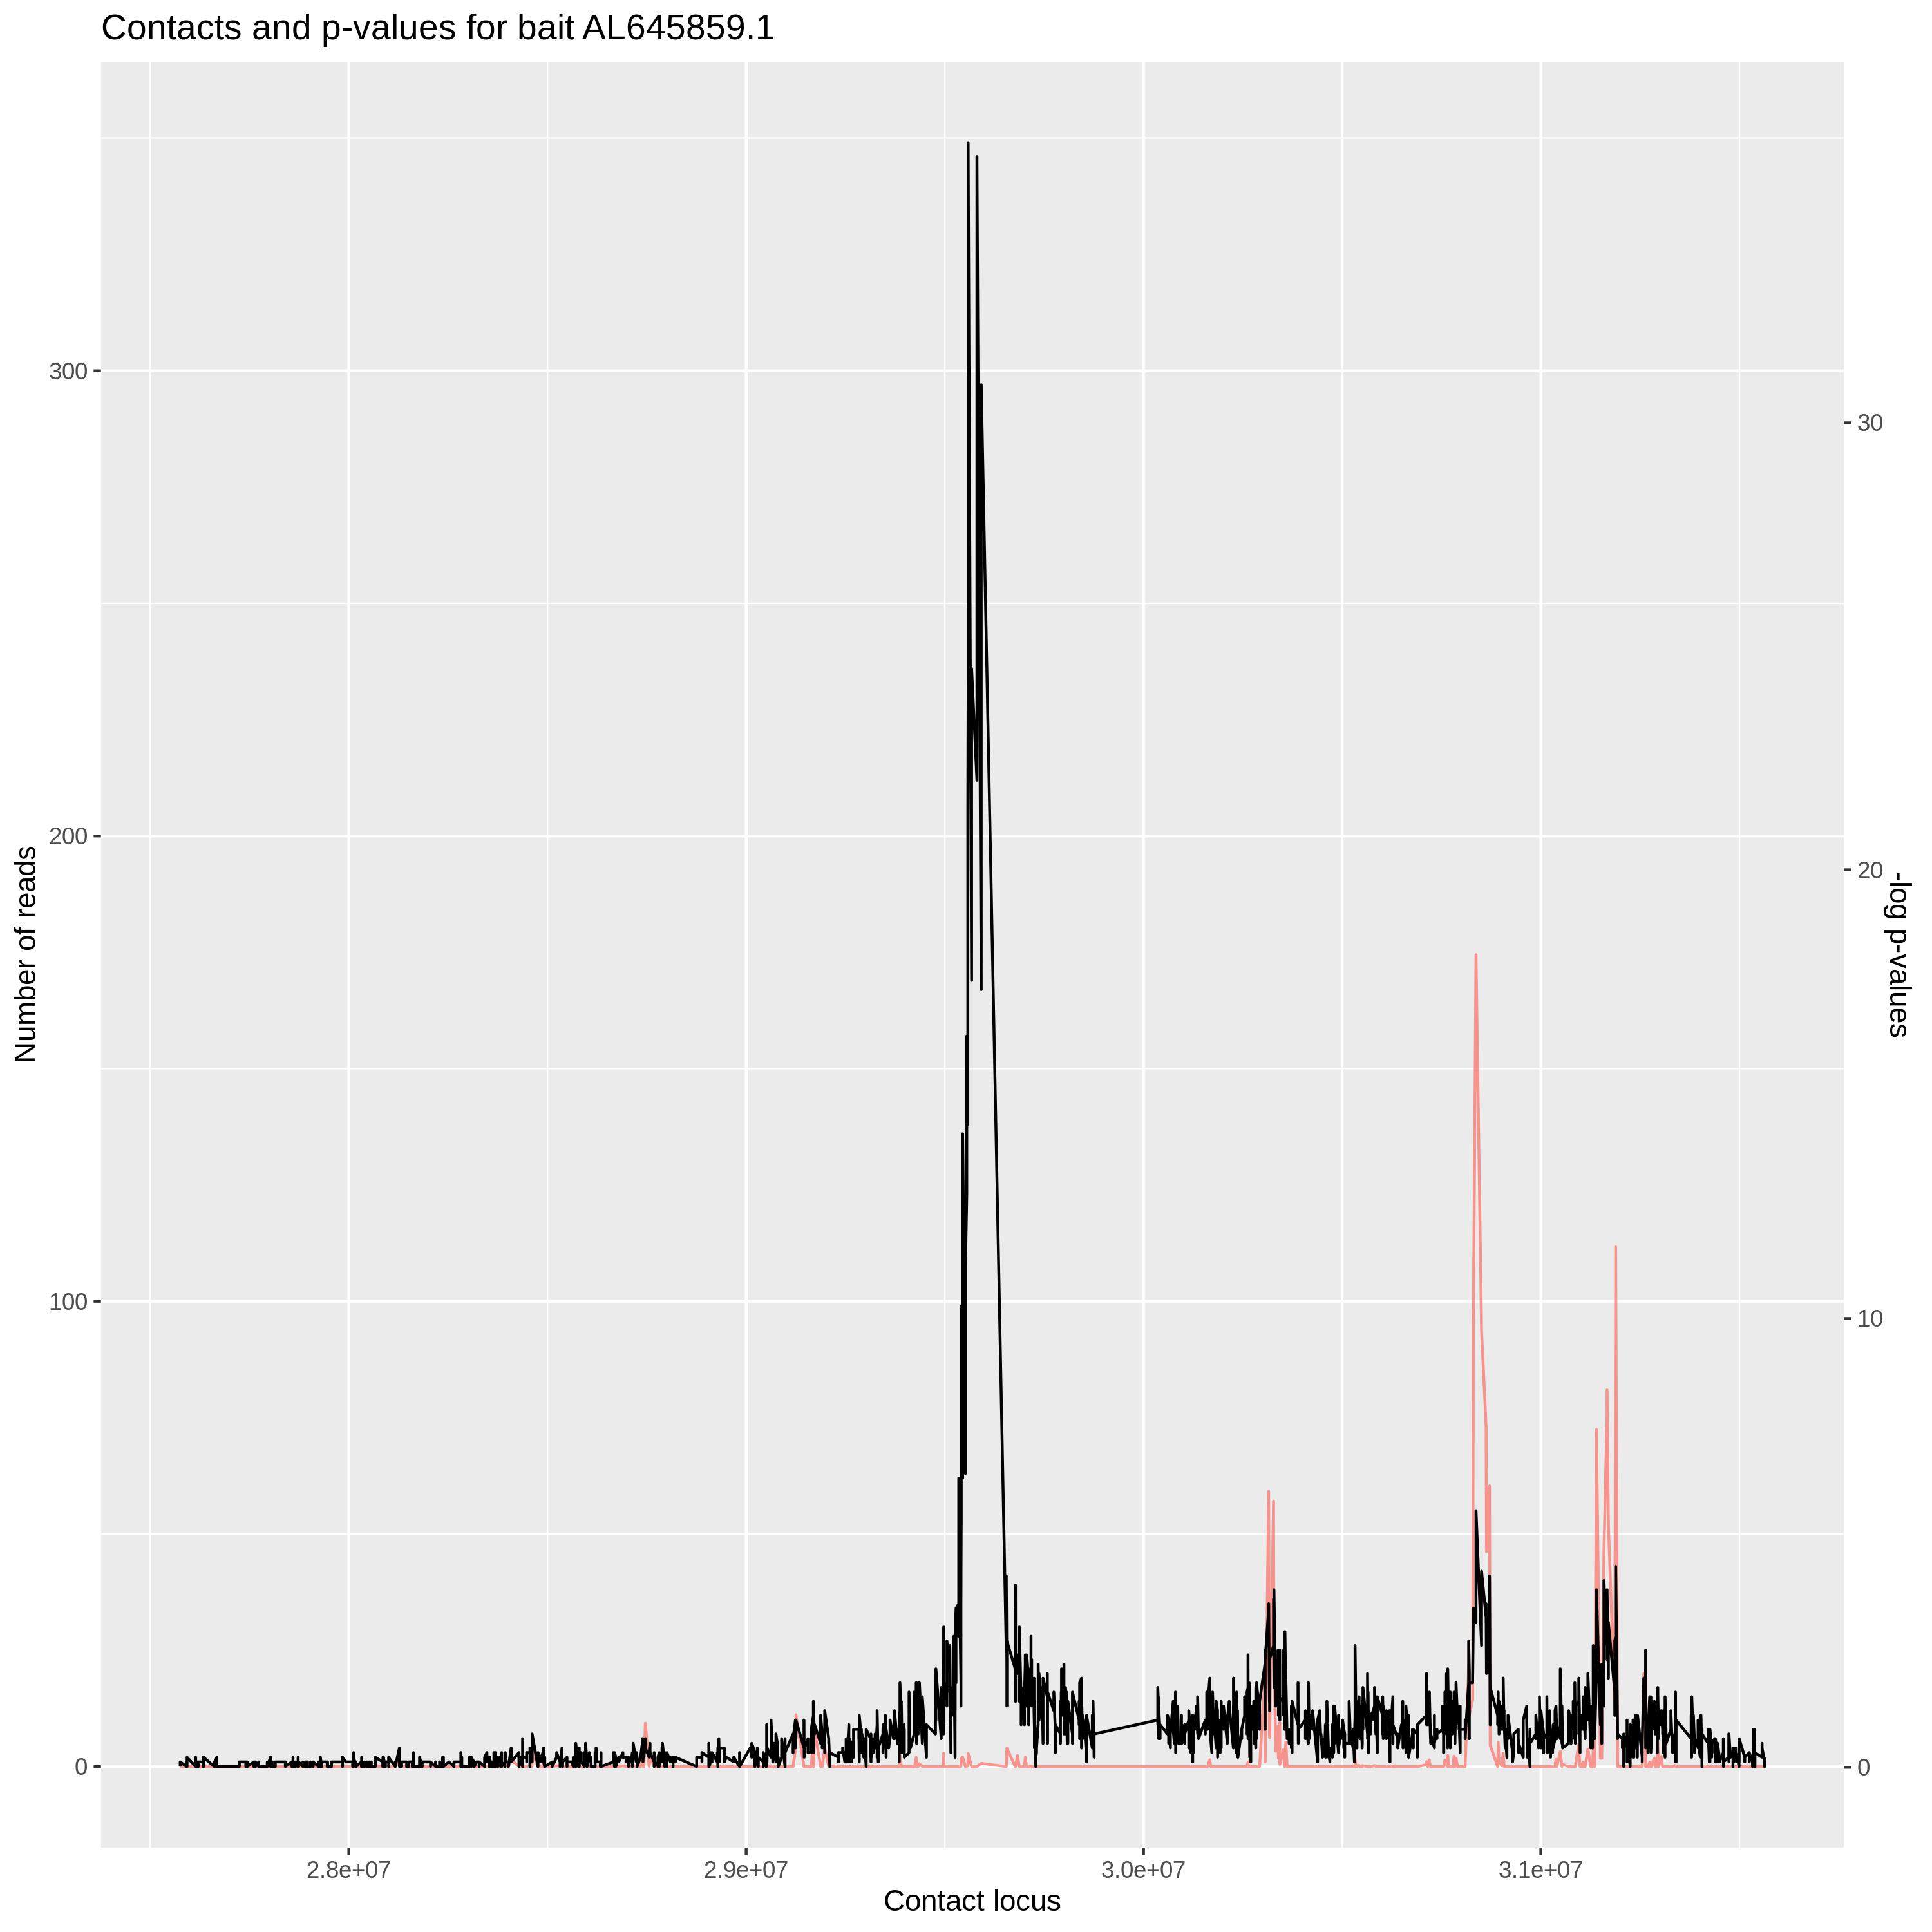 Contacts and p-values for bait AL645859.1
300
200
100
0
Number of reads
30
20
10
0
-log p-values
2.8e+07
2.9e+07
3.0e+07
3.1e+07
Contact locus